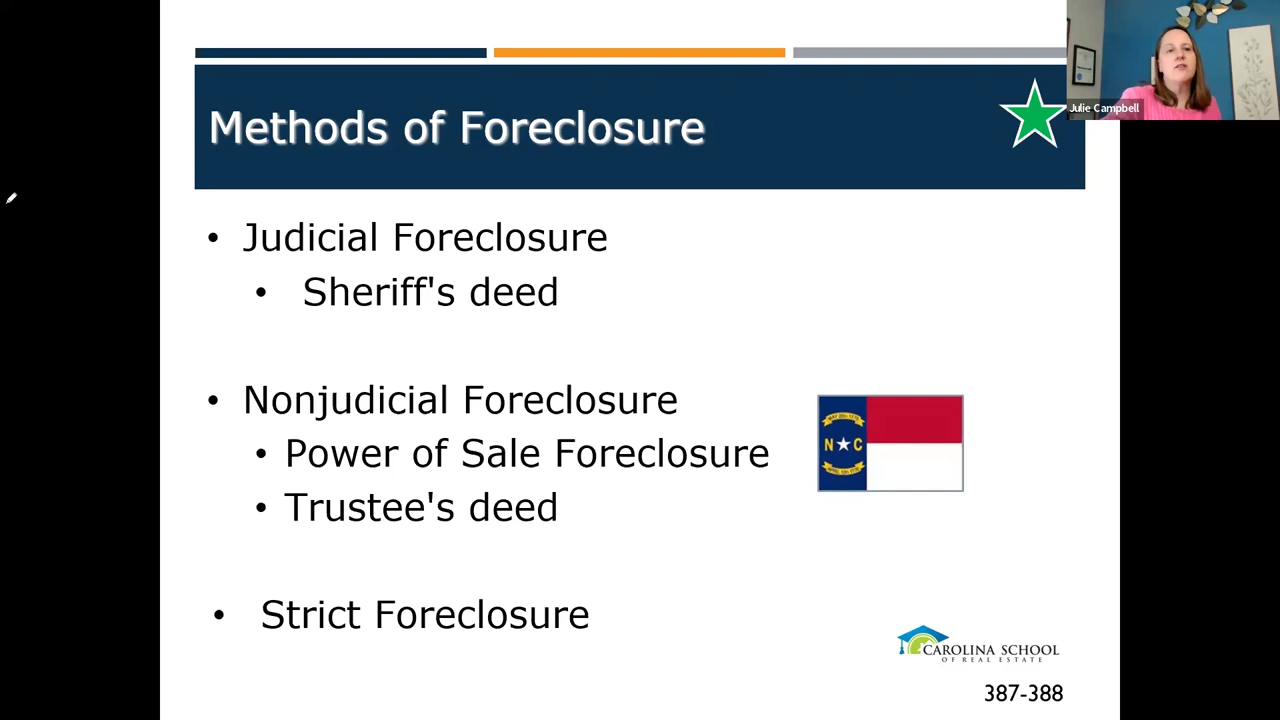 Methods of Foreclosure
Julie Campbell
• Judicial Foreclosure
• Sheriff's deed
• Nonjudicial Foreclosure
• Power of Sale Foreclosure
• Trustee's deed
N C
• Strict Foreclosure
CAROLINA SCHOOL
OF REAL ESTATE
387-388